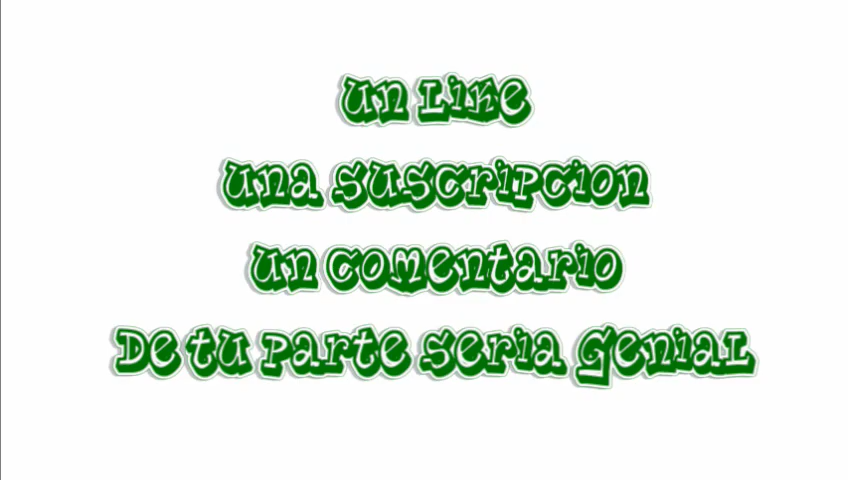 un Like
una suscripcion
un comentario
De tu parte seria genial